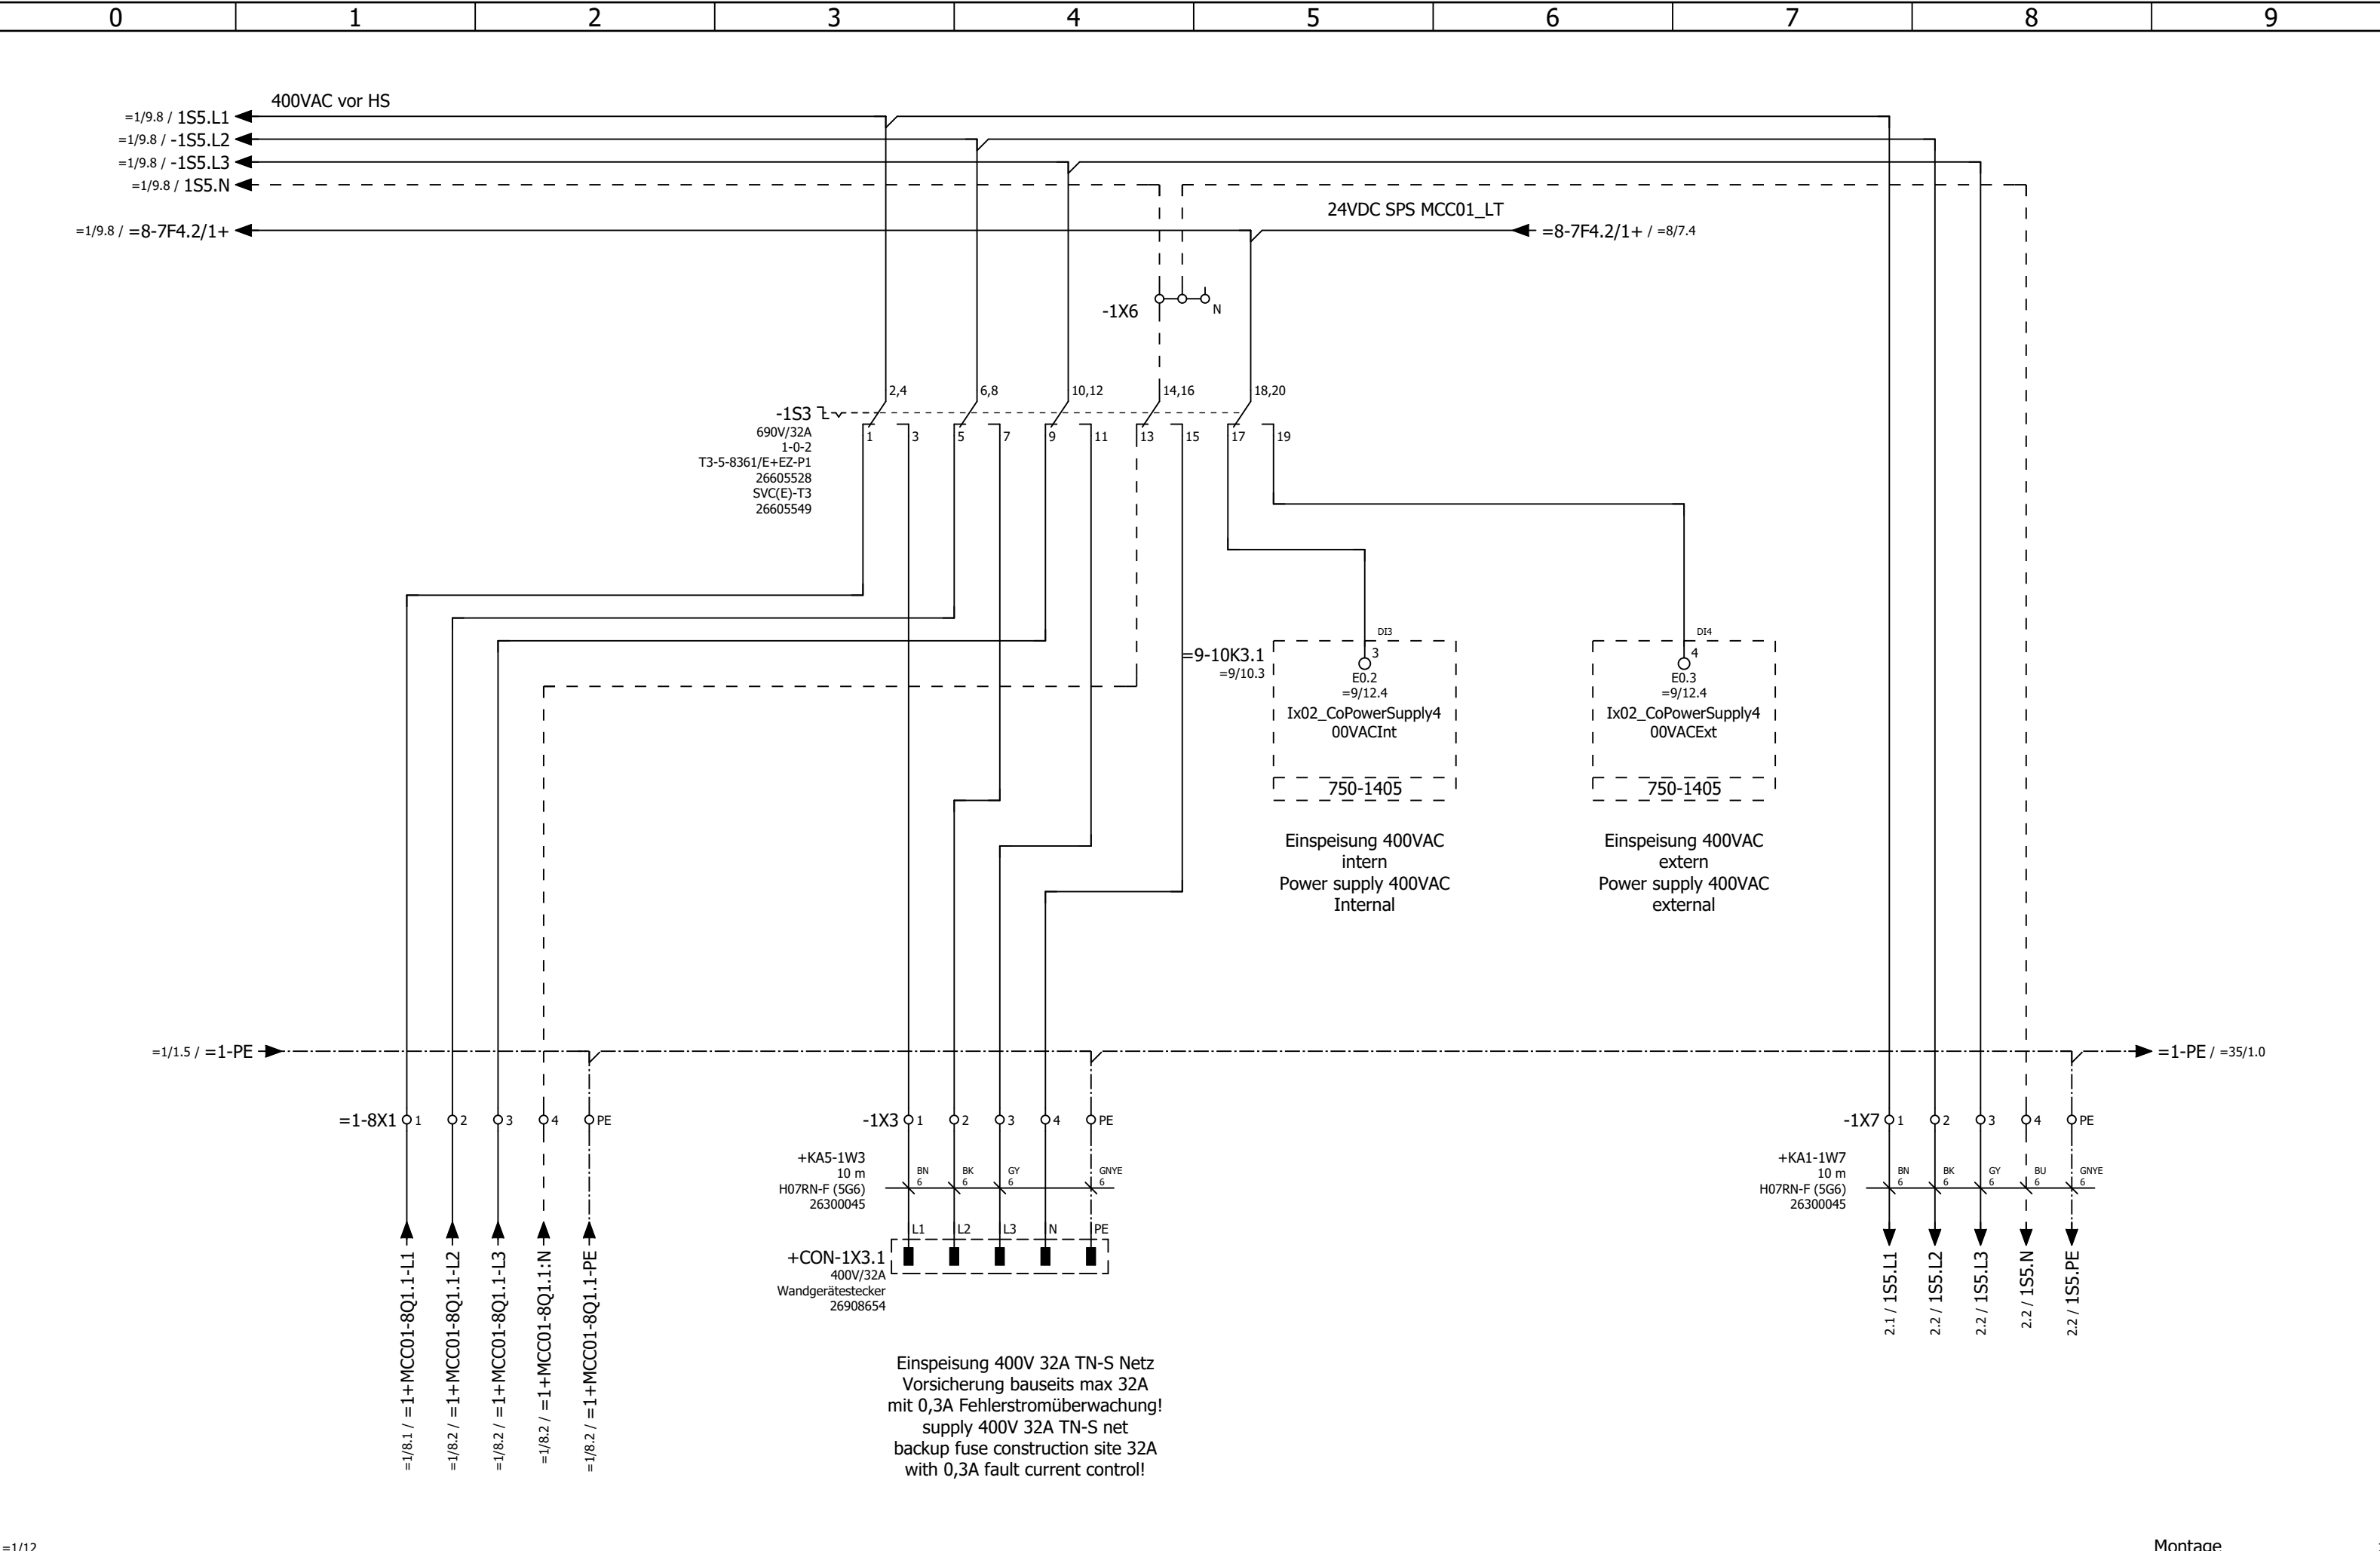 0 1 2 3 4 5 6 7 8 9
400VAC vor HS
=1/9.8 / 1S5.L1
=1/9.8 / -1S5.L2
=1/9.8 / -1S5.L3
=1/9.8 / 1S5.N
24VDC SPS MCC01_LT
=1/9.8 / =8-7F4.2/1+
=8-7F4.2/1+ / =8/7.4
-1X6
N
2,4 6,8 10,12 14,16 18,20
-1S3
690V/32A
1-0-2
T3-5-8361/E+EZ-P1
26605528
SVC(E)-T3
26605549
1 3 5 7 9 11 13 15 17 19
=9-10K3.1
=9/10.3
DI3
3
E0.2
=9/12.4
Ix02_CoPowerSupply4
00VACInt
750-1405
Einspeisung 400VAC
intern
Power supply 400VAC
Internal
DI4
4
E0.3
=9/12.4
Ix02_CoPowerSupply4
00VACExt
750-1405
Einspeisung 400VAC
extern
Power supply 400VAC
external
=1/1.5 / =1-PE
=1-PE / =35/1.0
=1-8X1 1 2 3 4 PE
=1/8.1 / =1+MCC01-8Q1.1-L1
=1/8.2 / =1+MCC01-8Q1.1-L2
=1/8.2 / =1+MCC01-8Q1.1-L3
=1/8.2 / =1+MCC01-8Q1.1:N
=1/8.2 / =1+MCC01-8Q1.1-PE
-1X3 1 2 3 4 PE
+KA5-1W3
10 m
H07RN-F (5G6)
26300045
BN BK GY GNYE
6 6 6 6
L1 L2 L3 N PE
+CON-1X3.1
400V/32A
Wandgerätestecker
26908654
Einspeisung 400V 32A TN-S Netz
Vorsicherung bauseits max 32A
mit 0,3A Fehlerstromüberwachung!
supply 400V 32A TN-S net
backup fuse construction site 32A
with 0,3A fault current control!
-1X7 1 2 3 4 PE
+KA1-1W7
10 m
H07RN-F (5G6)
26300045
BN BK GY BU GNYE
6 6 6 6 6
2.1 / 1S5.L1
2.2 / 1S5.L2
2.2 / 1S5.L3
2.2 / 1S5.N
2.2 / 1S5.PE
=1/12
Montage